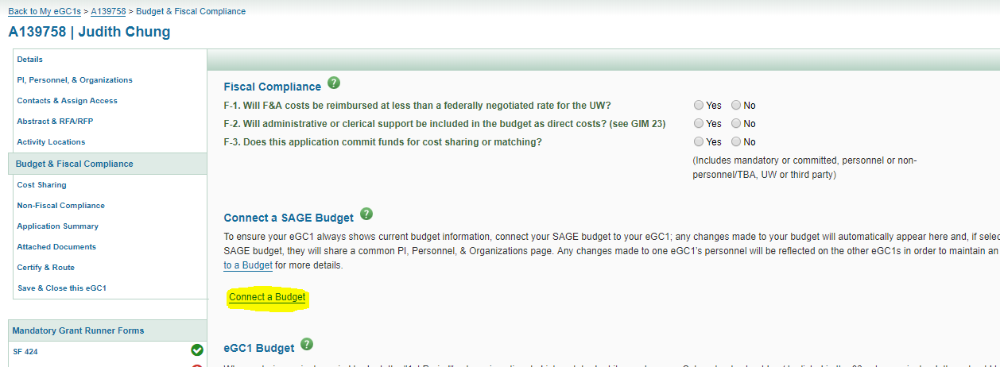 Back to My eGC1s > A139758 > Budget & Fiscal Compliance
A139758 | Judith Chung
Details
PI, Personnel, & Organizations
Contacts & Assign Access
Abstract & RFA/RFP
Activity Locations
Budget & Fiscal Compliance
Cost Sharing
Non-Fiscal Compliance
Application Summary
Attached Documents
Certify & Route
Save & Close this eGC1
Mandatory Grant Runner Forms
SF 424
Fiscal Compliance ?
F-1. Will F&A costs be reimbursed at less than a federally negotiated rate for the UW? Yes No
F-2. Will administrative or clerical support be included in the budget as direct costs? (see GIM 23) Yes No
F-3. Does this application commit funds for cost sharing or matching? Yes No
(Includes mandatory or committed, personnel or non-
personnel/TBA, UW or third party)
Connect a SAGE Budget ?
To ensure your eGC1 always shows current budget information, connect your SAGE budget to your eGC1; any changes made to your budget will automatically appear here and, if selec
SAGE budget, they will share a common PI, Personnel, & Organizations page. Any changes made to one eGC1's personnel will be reflected on the other eGC1s in order to maintain an
to a Budget for more details.
Connect a Budget
eGC1 Budget ?